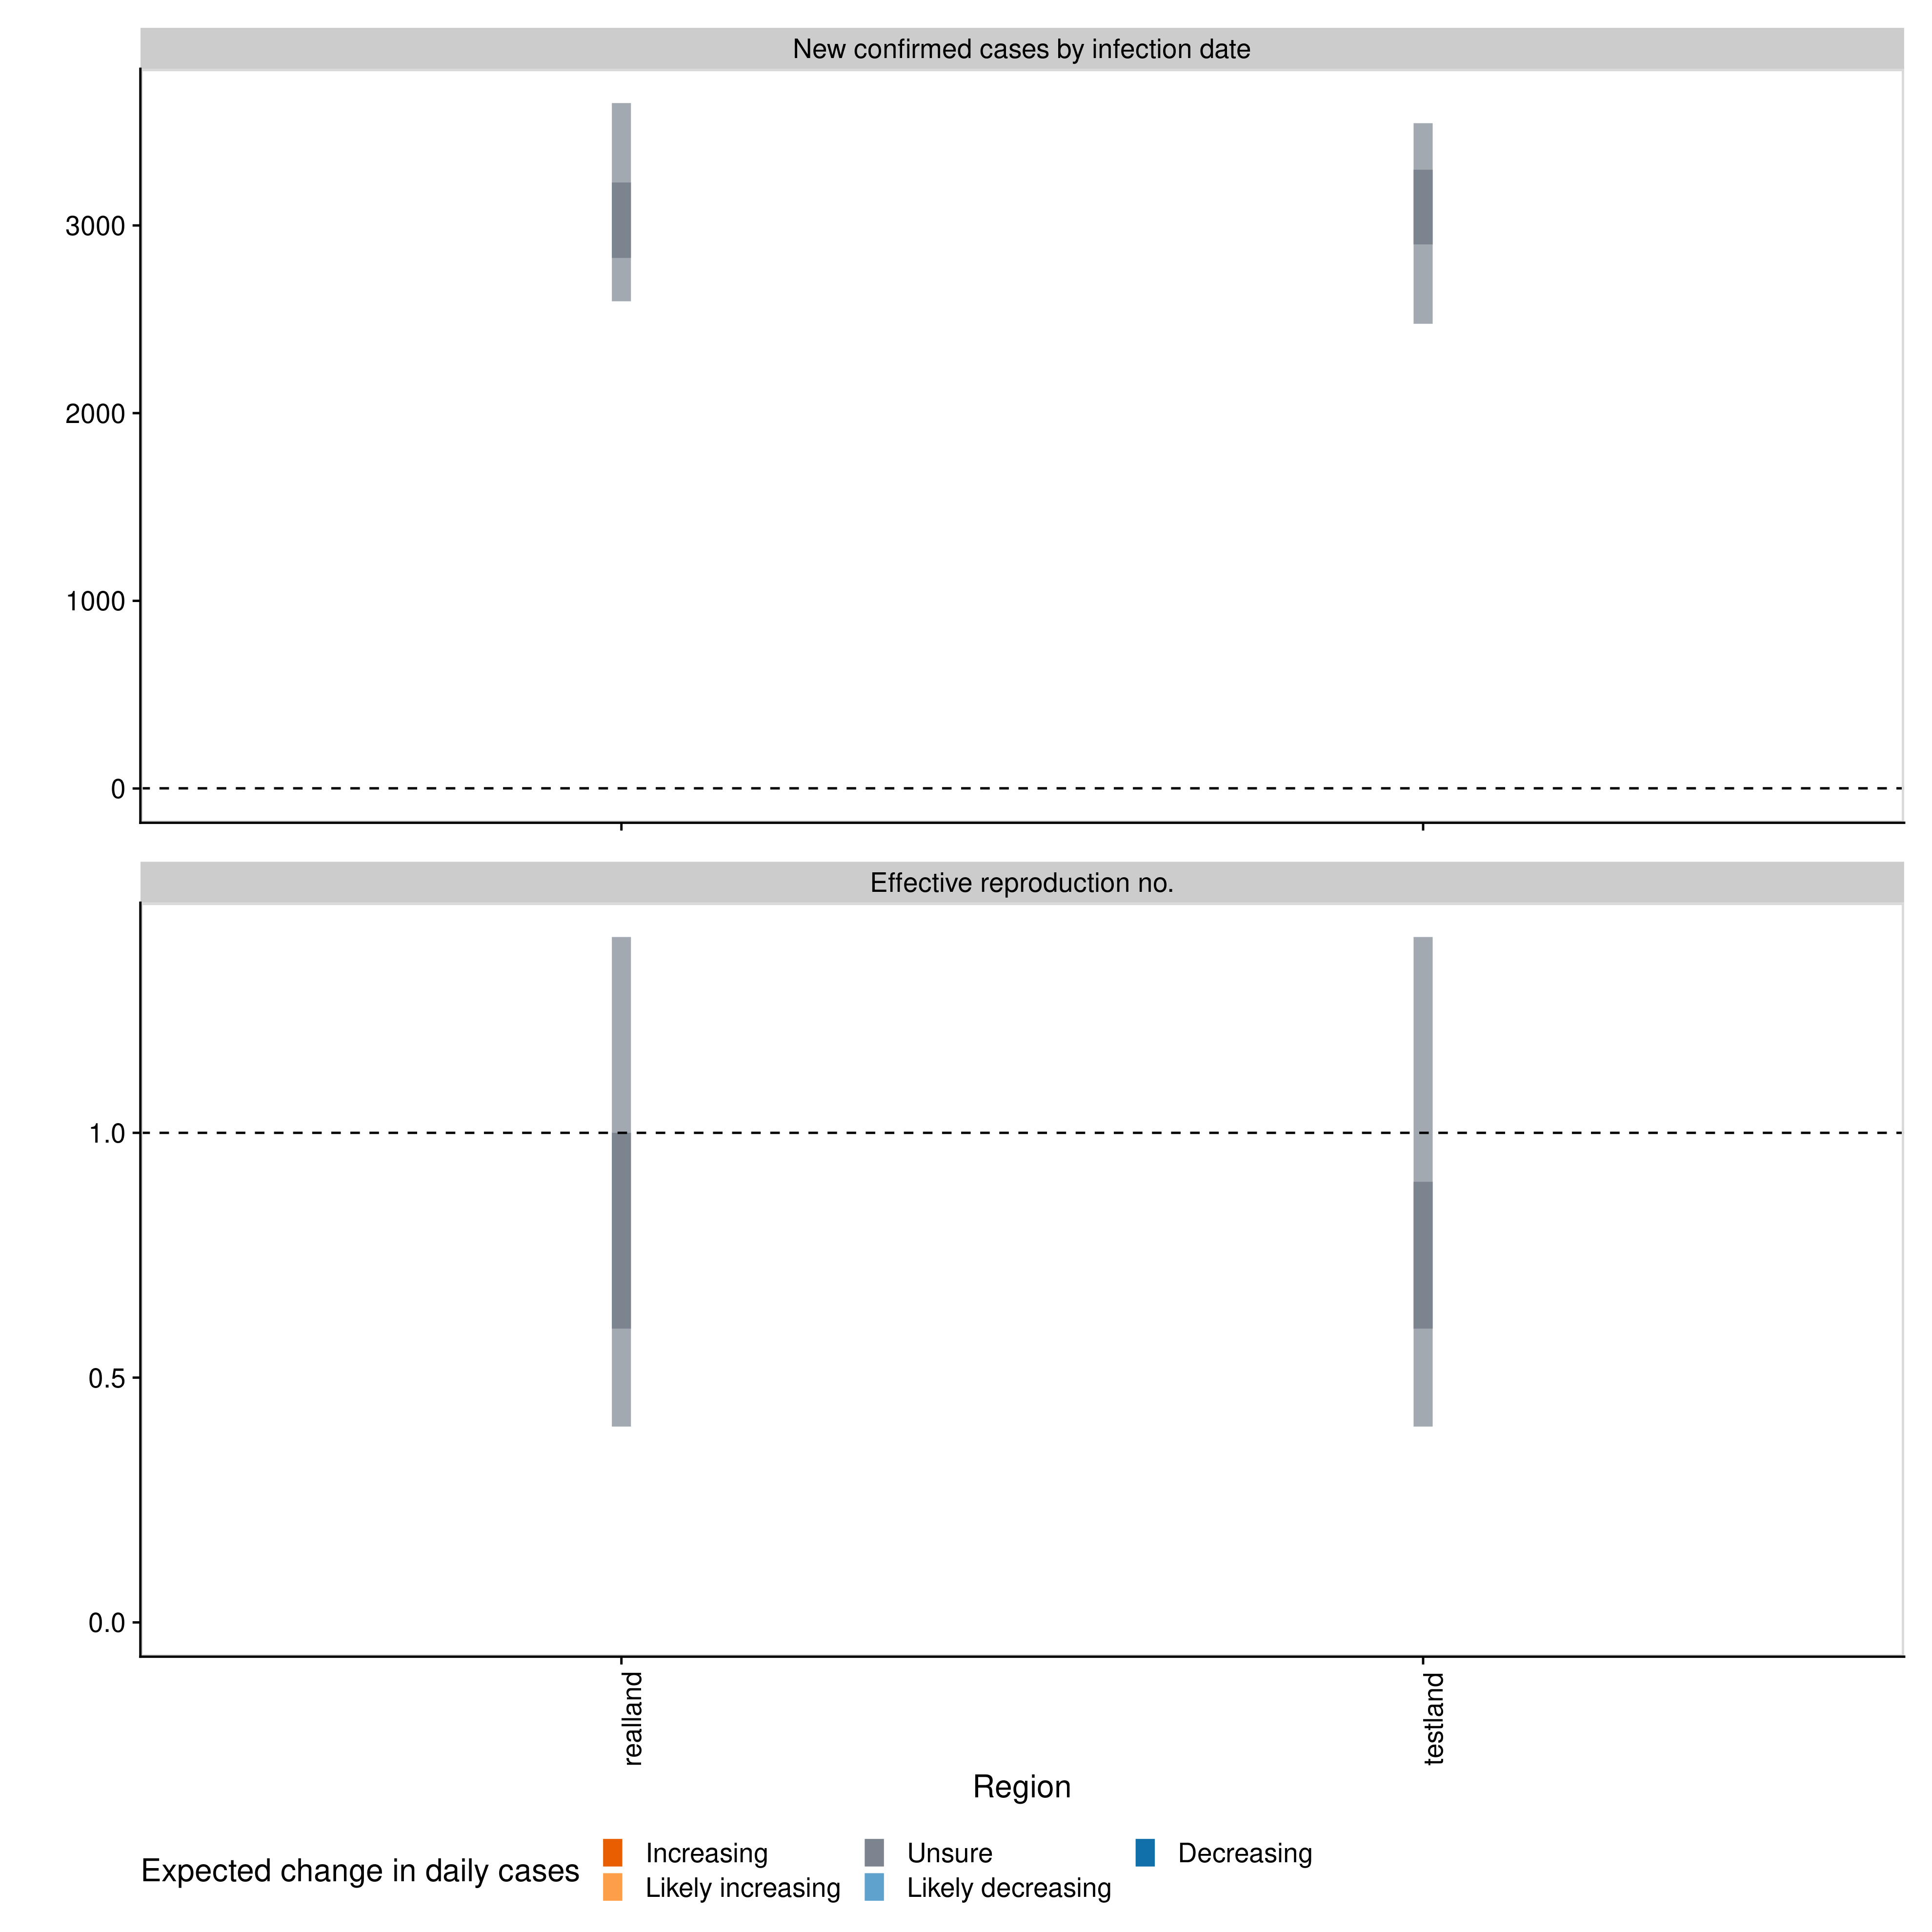 New confirmed cases by infection date
3000
2000
1000
0
Effective reproduction no.
1.0
0.5
0.0
realland
testland
Region
Expected change in daily cases
Increasing
Unsure
Decreasing
Likely increasing
Likely decreasing